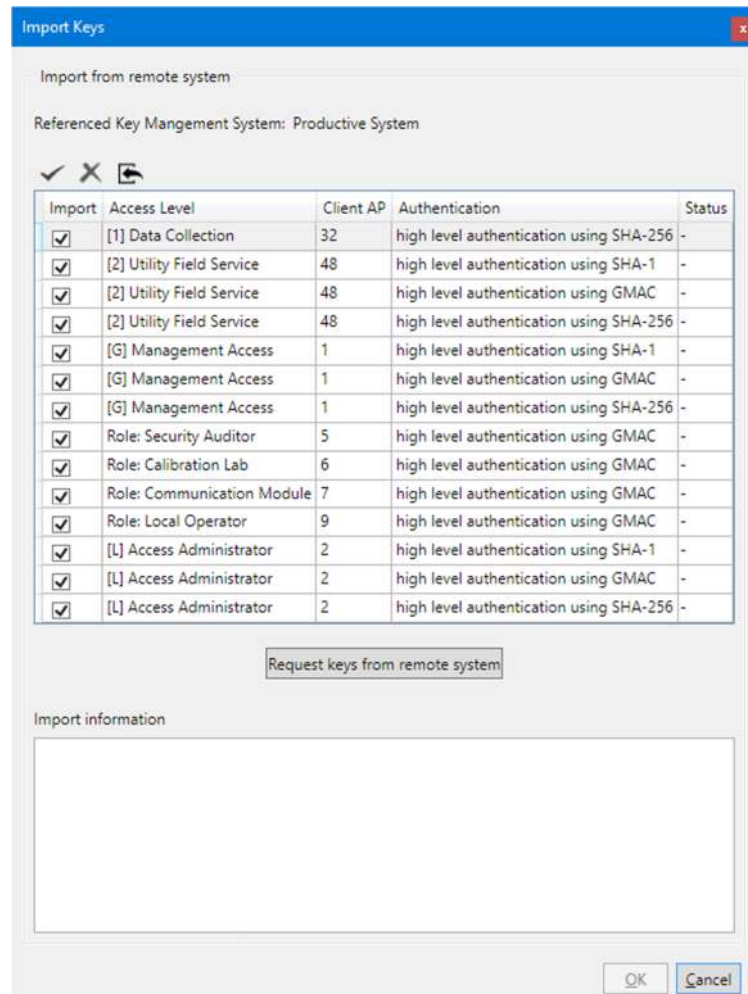 Import Keys
x
Import from remote system
Referenced Key Mangement System: Productive System
Import Access Level Client AP Authentication Status
[1] Data Collection 32 high level authentication using SHA-256 -
[2] Utility Field Service 48 high level authentication using SHA-1 -
[2] Utility Field Service 48 high level authentication using GMAC -
[2] Utility Field Service 48 high level authentication using SHA-256 -
[G] Management Access 1 high level authentication using SHA-1 -
[G] Management Access 1 high level authentication using GMAC -
[G] Management Access 1 high level authentication using SHA-256 -
Role: Security Auditor 5 high level authentication using GMAC -
Role: Calibration Lab 6 high level authentication using GMAC -
Role: Communication Module 7 high level authentication using GMAC -
Role: Local Operator 9 high level authentication using GMAC -
[L] Access Administrator 2 high level authentication using SHA-1 -
[L] Access Administrator 2 high level authentication using GMAC -
[L] Access Administrator 2 high level authentication using SHA-256 -
Request keys from remote system
Import information
OK Cancel